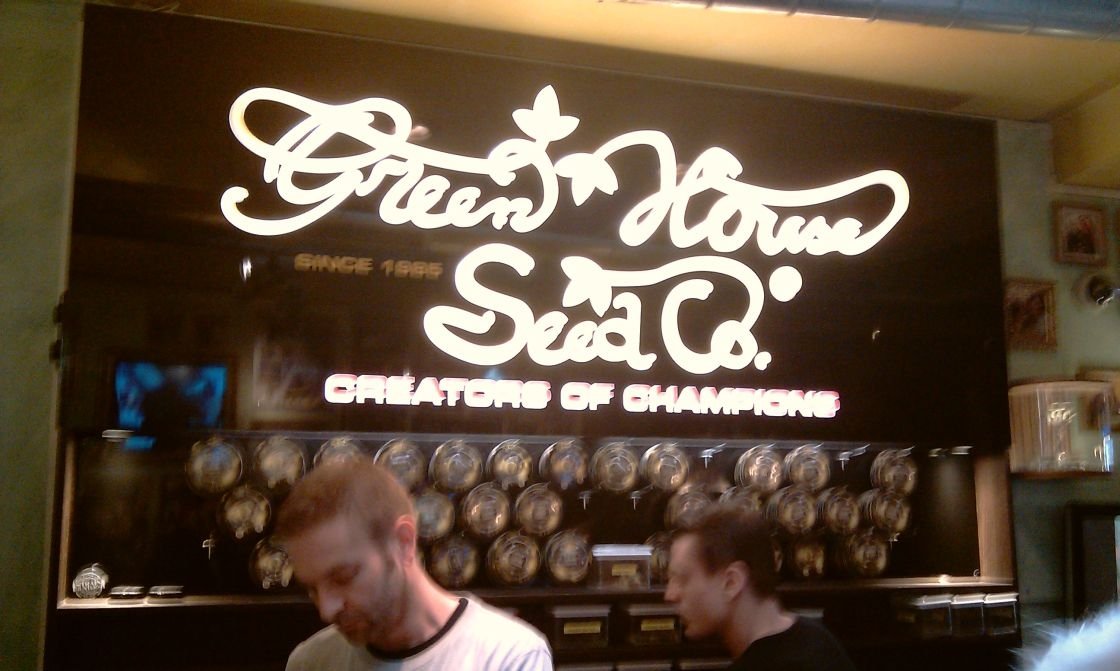 Green House
SINCE 1985
Seed Co.
CREATORS OF CHAMPIONS